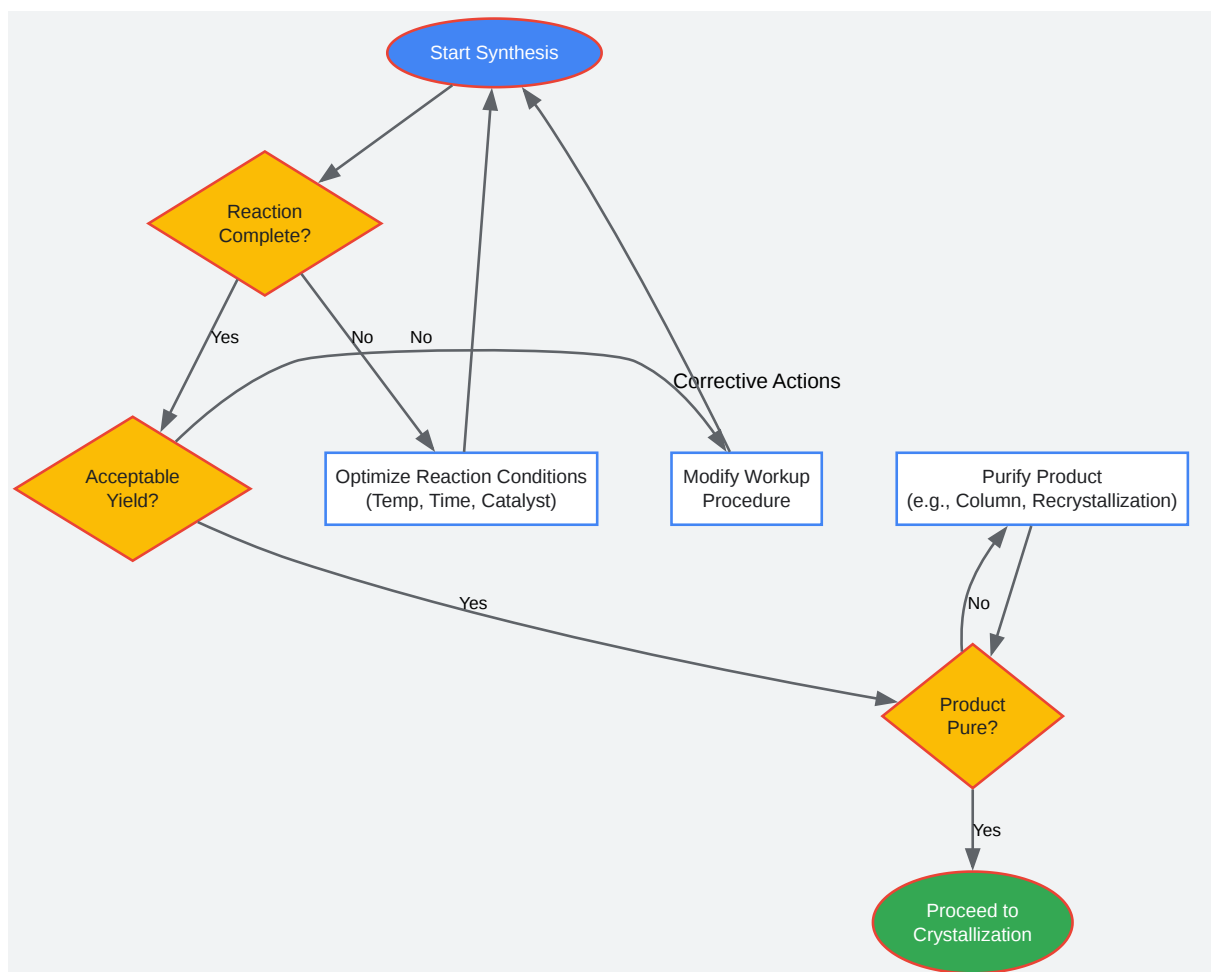 Start Synthesis
Reaction
Complete?
Yes
No
No
Corrective Actions
Acceptable
Yield?
Optimize Reaction Conditions
(Temp, Time, Catalyst)
Modify Workup
Procedure
Purify Product
(e.g., Column, Recrystallization)
Yes
No
Product
Pure?
Yes
Proceed to
Crystallization